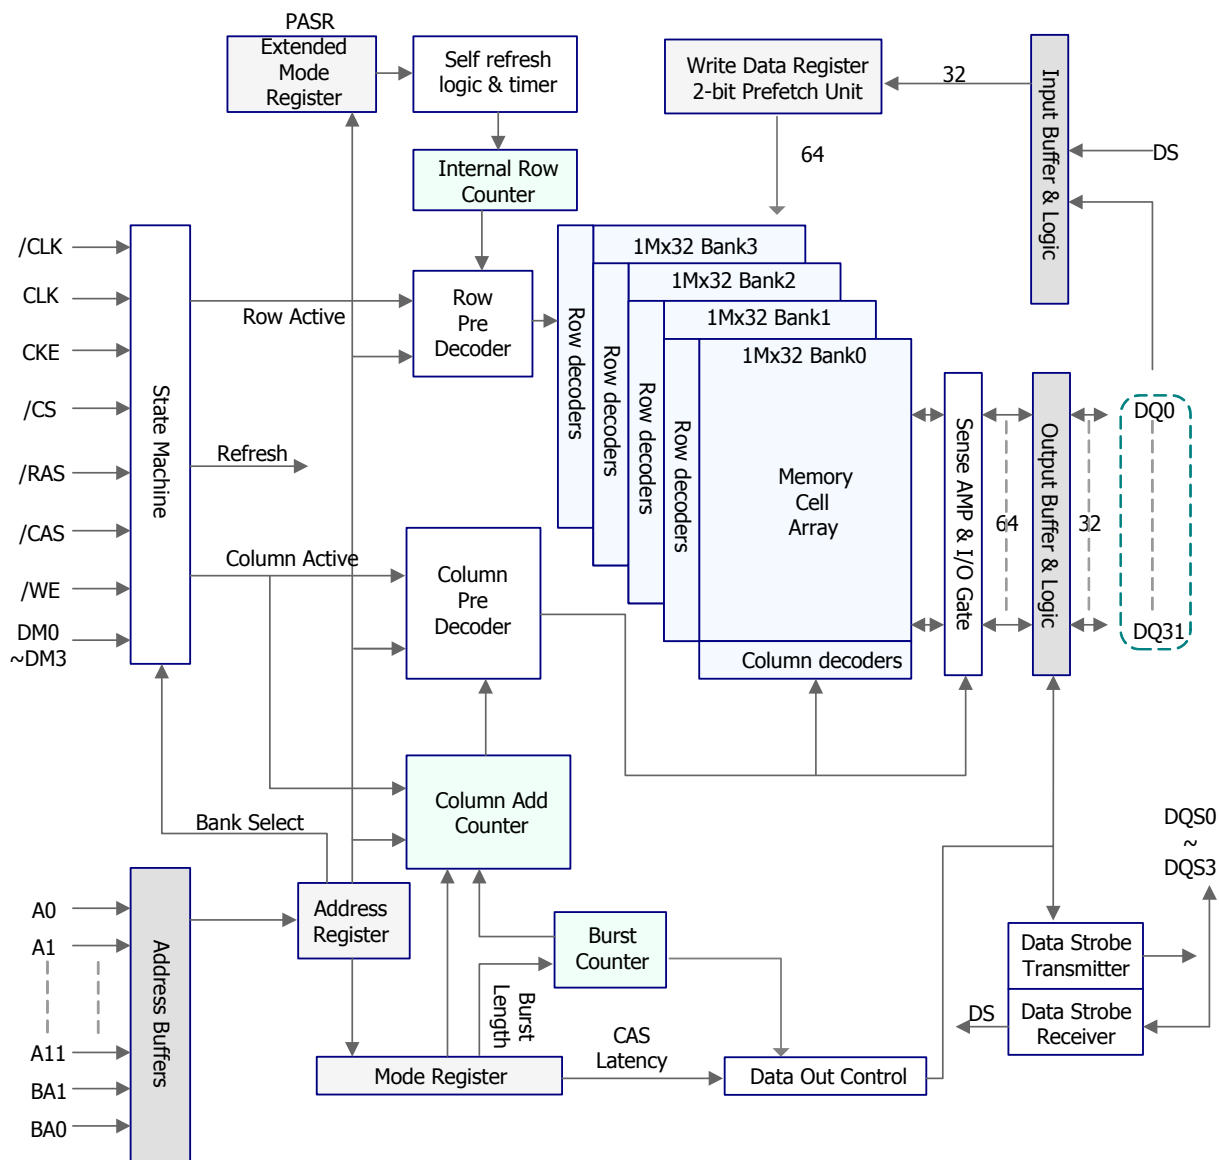 PASR
Extended
Mode
Register
Self refresh
logic & timer
Write Data Register
2-bit Prefetch Unit
32
Input Buffer & Logic
64
DS
Internal Row
Counter
/CLK
CLK
CKE
/CS
/RAS
/CAS
/WE
DM0
~DM3
State Machine
Row Active
Refresh
Column Active
Row
Pre
Decoder
1Mx32 Bank3
1Mx32 Bank2
1Mx32 Bank1
1Mx32 Bank0
Row decoders
Row decoders
Row decoders
Row decoders
Memory
Cell
Array
Column decoders
Sense AMP & I/O Gate
64
Output Buffer & Logic
32
DQ0
DQ31
Column
Pre
Decoder
Column Add
Counter
Bank Select
A0
A1
A11
BA1
BA0
Address Buffers
Address
Register
Burst
Counter
Burst
Length
CAS
Latency
Mode Register
Data Out Control
DQS0
~
DQS3
Data Strobe
Transmitter
DS
Data Strobe
Receiver